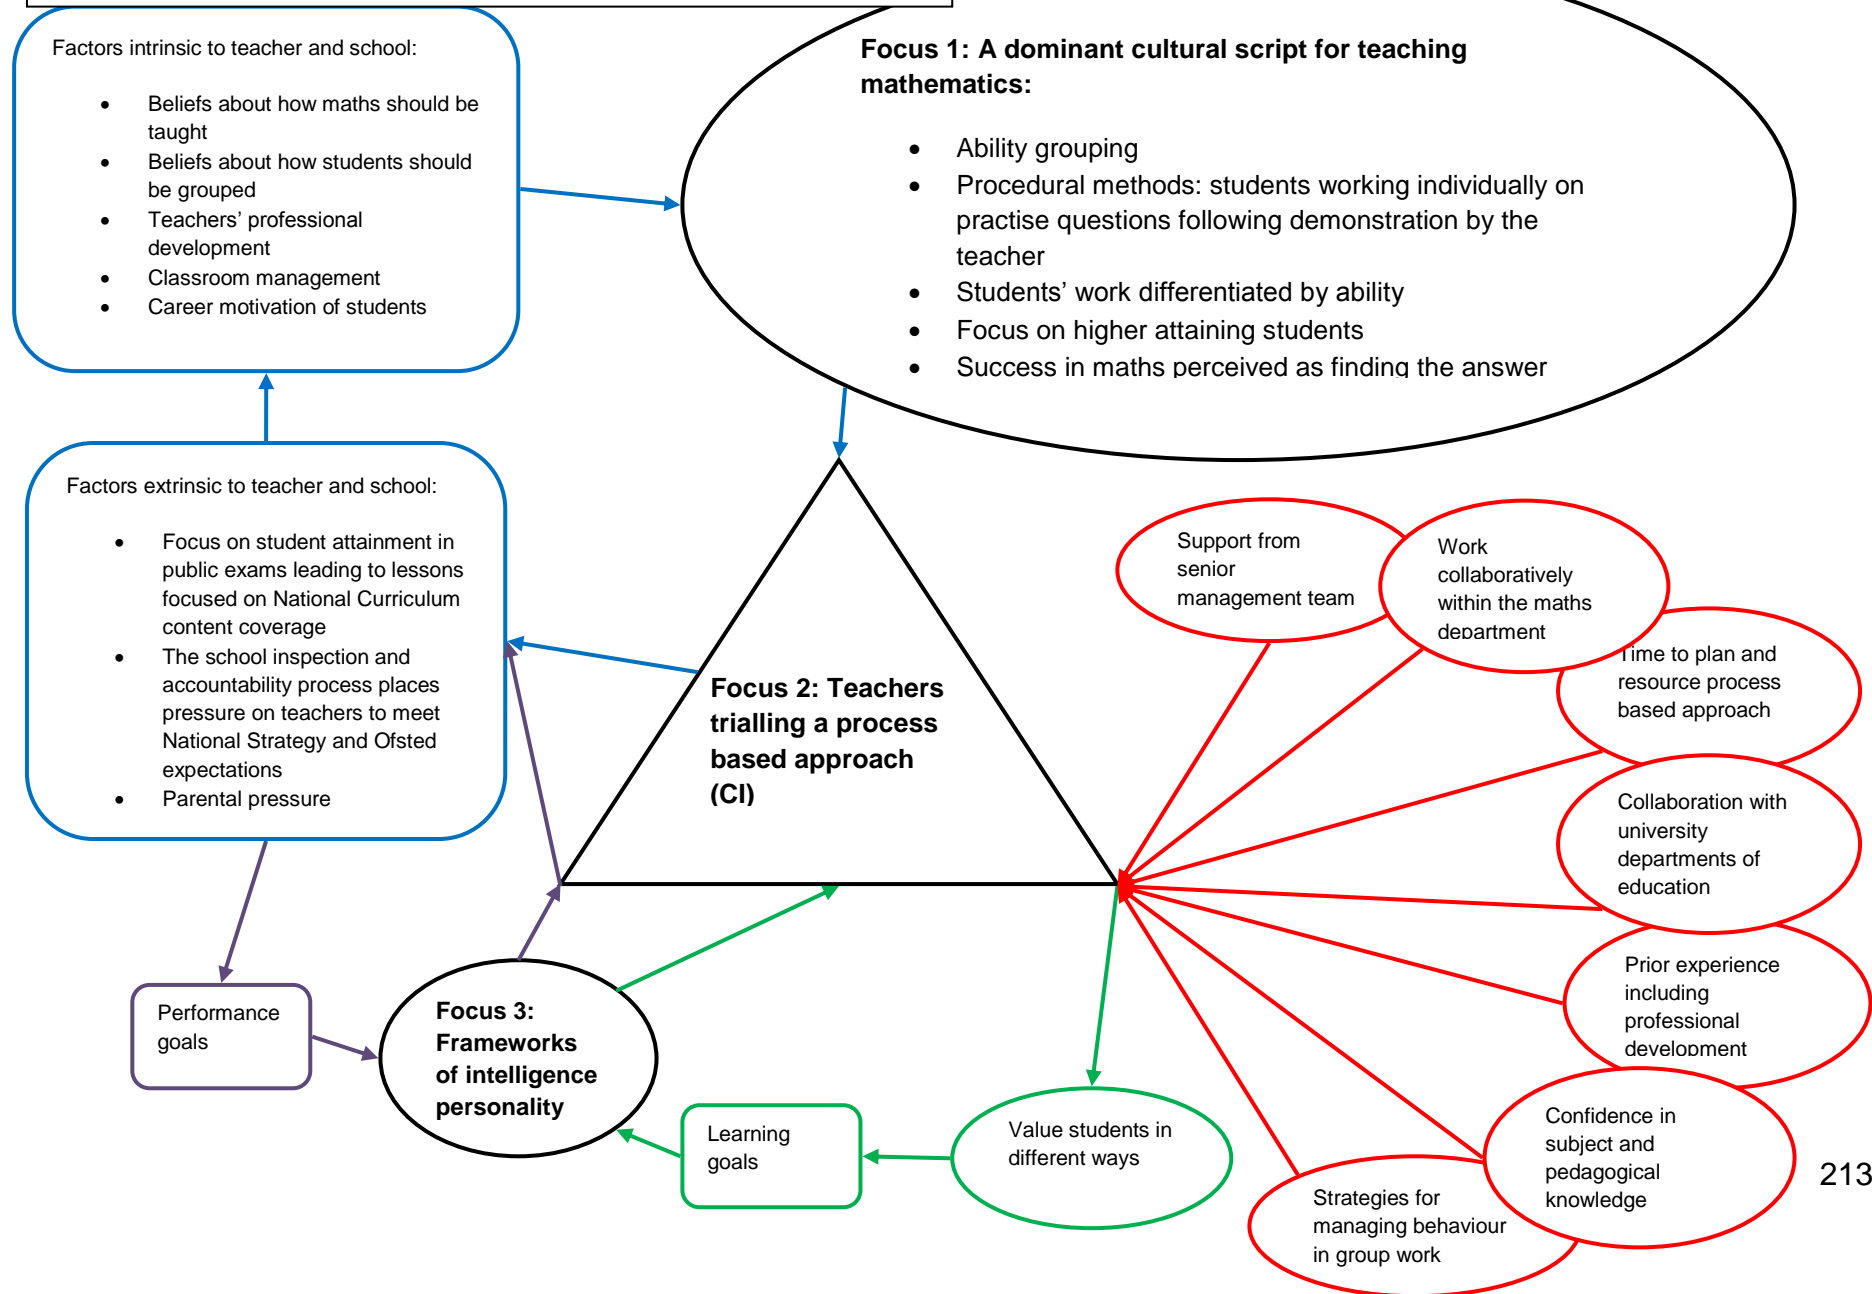 Factors intrinsic to teacher and school:
• Beliefs about how maths should be
taught
• Beliefs about how students should
be grouped
• Teachers’ professional
development
• Classroom management
• Career motivation of students
Focus 1: A dominant cultural script for teaching
mathematics:
• Ability grouping
• Procedural methods: students working individually on
practise questions following demonstration by the
teacher
• Students’ work differentiated by ability
• Focus on higher attaining students
• Success in maths perceived as finding the answer
Factors extrinsic to teacher and school:
• Focus on student attainment in
public exams leading to lessons
focused on National Curriculum
content coverage
• The school inspection and
accountability process places
pressure on teachers to meet
National Strategy and Ofsted
expectations
• Parental pressure
Focus 2: Teachers
trialling a process
based approach
(CI)
Support from
senior
management team
Work
collaboratively
within the maths
department
Time to plan and
resource process
based approach
Collaboration with
university
departments of
education
Prior experience
including
professional
development
Confidence in
subject and
pedagogical
knowledge
Strategies for
managing behaviour
in group work
Performance
goals
Focus 3:
Frameworks
of intelligence
personality
Learning
goals
Value students in
different ways
213